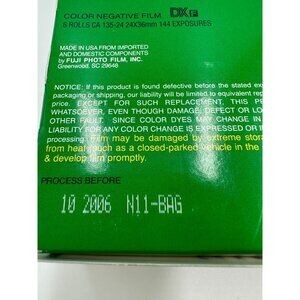 COLOR NEGATIVE FILM DX
6 ROLLS CA 135-24 24X36mm 144 EXPOSURES
MADE IN USA FROM IMPORTED
AND DOMESTIC COMPONENTS
by FUJI PHOTO FILM, INC.
Greenwood, SC 29648
NOTICE: If this product is found defective before the stated
packaging or shipping, our liability will be limited to equivalent
price. EXCEPT FOR SUCH REPLACEMENT, THIS
WHATSOEVER, EVEN THOUGH DAMAGE, DEFECT OR LOS
OTHER FAULT. SINCE COLOR DYES MAY CHANGE IN
LIABILITY FOR ANY COLOR CHANGE IS EXPRESSED OR
processing. Film may be damaged by extreme
from heat such as a closed-parked vehicle in the
& develop film promptly.
PROCESS BEFORE
10 2006 N11-BAG